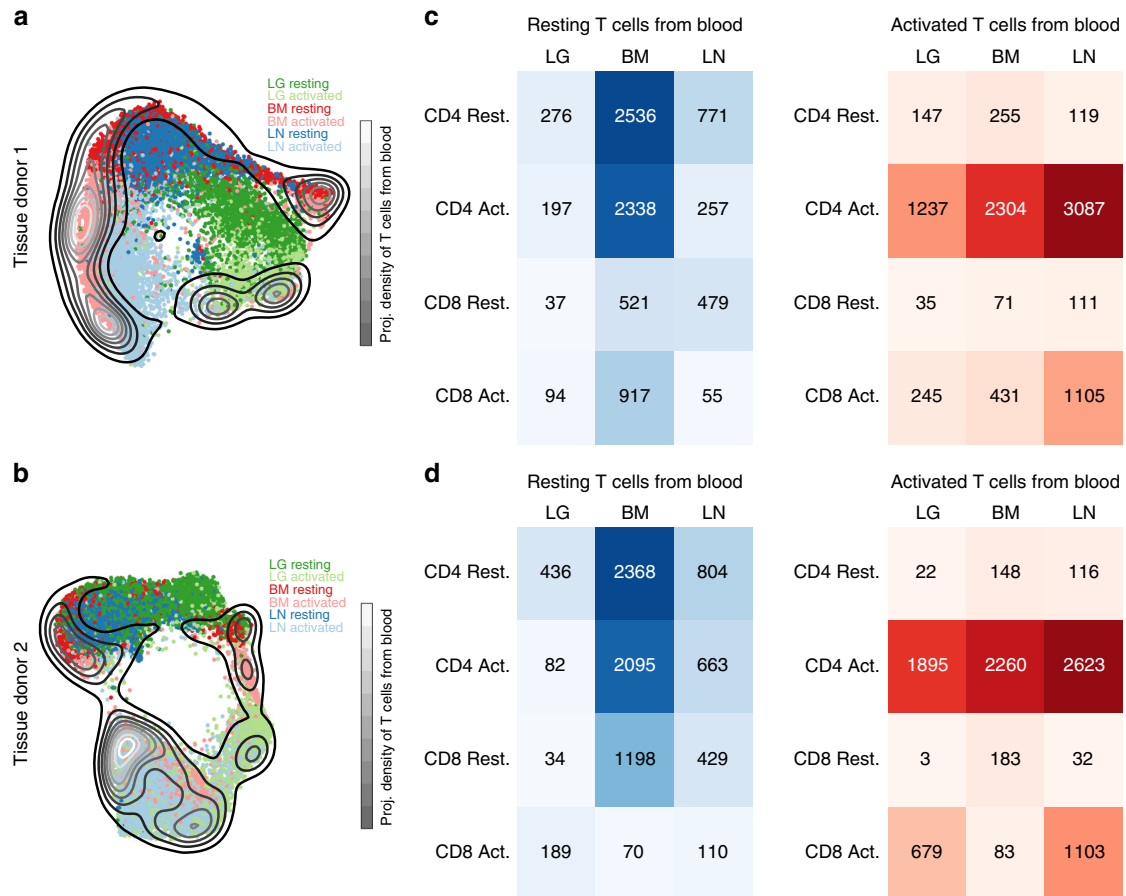 a
LG resting
LG activated
BM resting
BM activated
LN resting
LN activated
Tissue donor 1
Proj. density of T cells from blood
c
Resting T cells from blood
LG BM LN
CD4 Rest. 276 2536 771
CD4 Act. 197 2338 257
CD8 Rest. 37 521 479
CD8 Act. 94 917 55
Activated T cells from blood
LG BM LN
CD4 Rest. 147 255 119
CD4 Act. 1237 2304 3087
CD8 Rest. 35 71 111
CD8 Act. 245 431 1105
b
LG resting
LG activated
BM resting
BM activated
LN resting
LN activated
Tissue donor 2
Proj. density of T cells from blood
d
Resting T cells from blood
LG BM LN
CD4 Rest. 436 2368 804
CD4 Act. 82 2095 663
CD8 Rest. 34 1198 429
CD8 Act. 189 70 110
Activated T cells from blood
LG BM LN
CD4 Rest. 22 148 116
CD4 Act. 1895 2260 2623
CD8 Rest. 3 183 32
CD8 Act. 679 83 1103